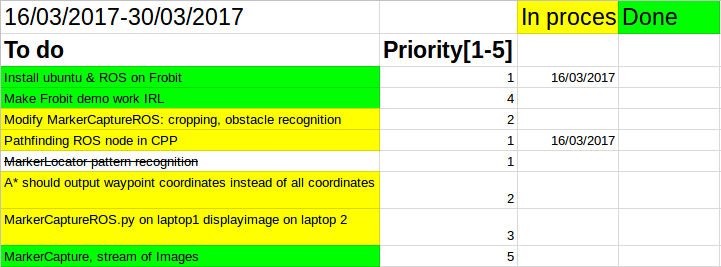 16/03/2017-30/03/2017 In proces Done
To do Priority[1-5]
Install ubuntu & ROS on Frobit 1 16/03/2017
Make Frobit demo work IRL 4
Modify MarkerCaptureROS: cropping, obstacle recognition 2
Pathfinding ROS node in CPP 1 16/03/2017
MarkerLocator pattern recognition 1
A* should output waypoint coordinates instead of all coordinates 2
MarkerCaptureROS.py on laptop1 displayimage on laptop 2 3
MarkerCapture, stream of Images 5